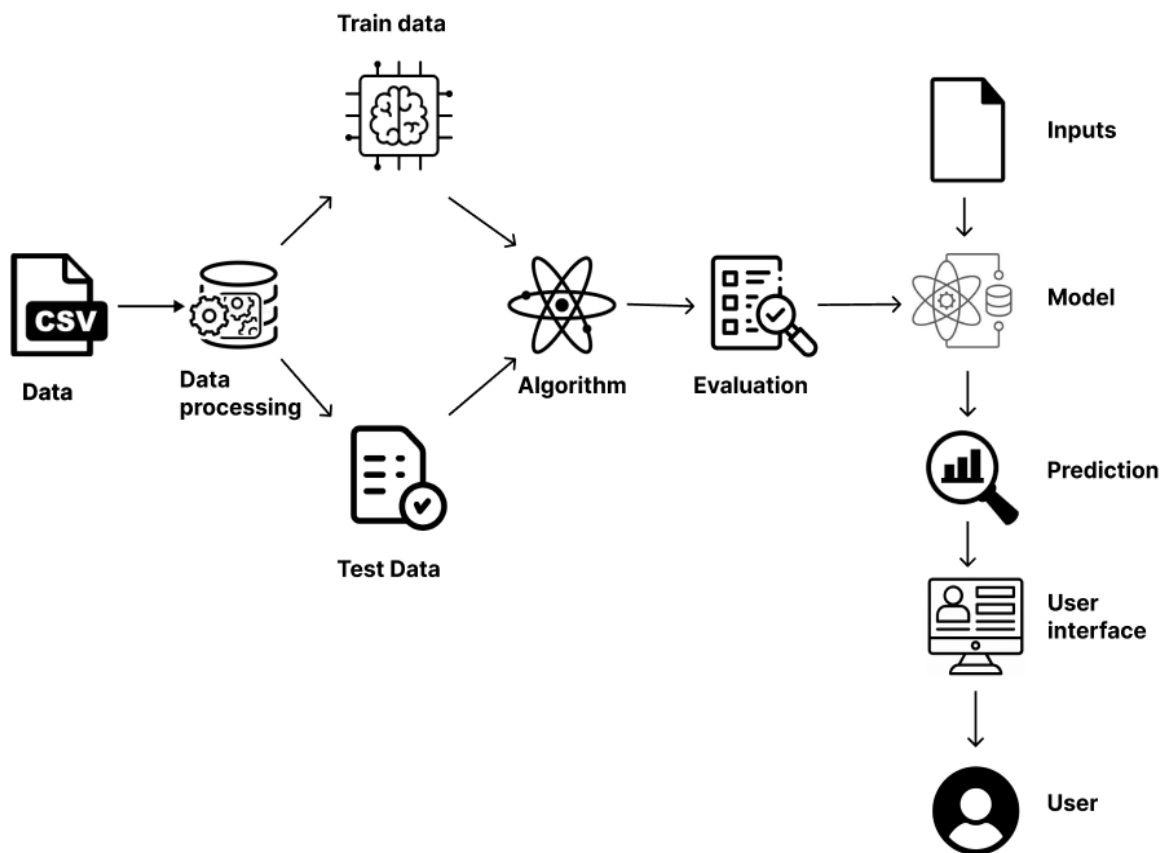 Train data
Inputs
CSV
Data
Data
processing
Algorithm
Evaluation
Model
Test Data
Prediction
User
interface
User